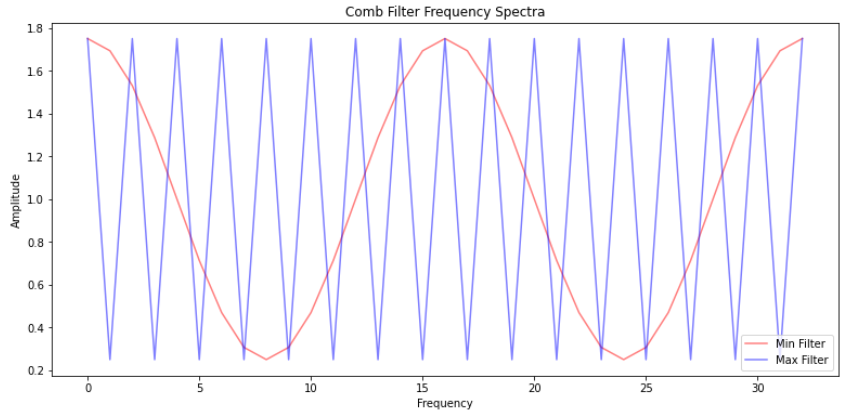 Comb Filter Frequency Spectra
1.8
1.6
1.4
1.2
1.0
0.8
0.6
0.4
0.2
Amplitude
0 5 10 15 20 25 30
Frequency
Min Filter
Max Filter